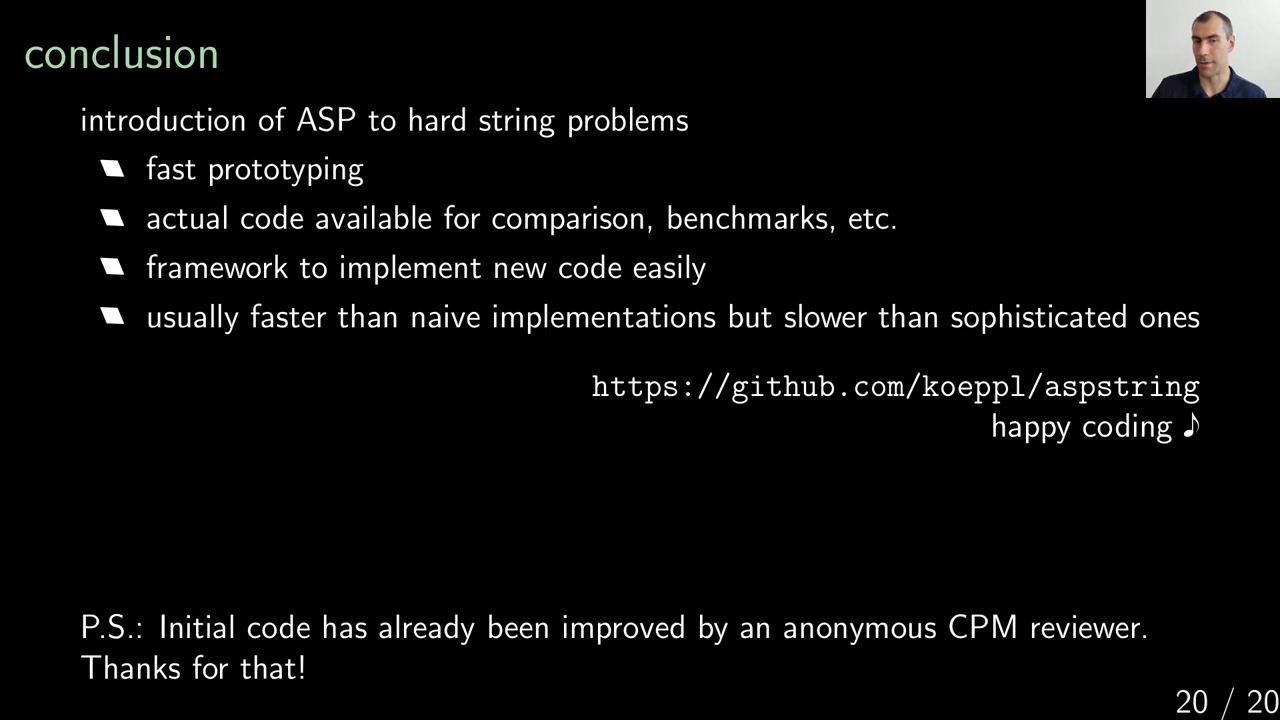 conclusion
introduction of ASP to hard string problems
fast prototyping
actual code available for comparison, benchmarks, etc.
framework to implement new code easily
usually faster than naive implementations but slower than sophisticated ones
https://github.com/koeppl/aspstring
happy coding ♪
P.S.: Initial code has already been improved by an anonymous CPM reviewer.
Thanks for that!
20 / 20